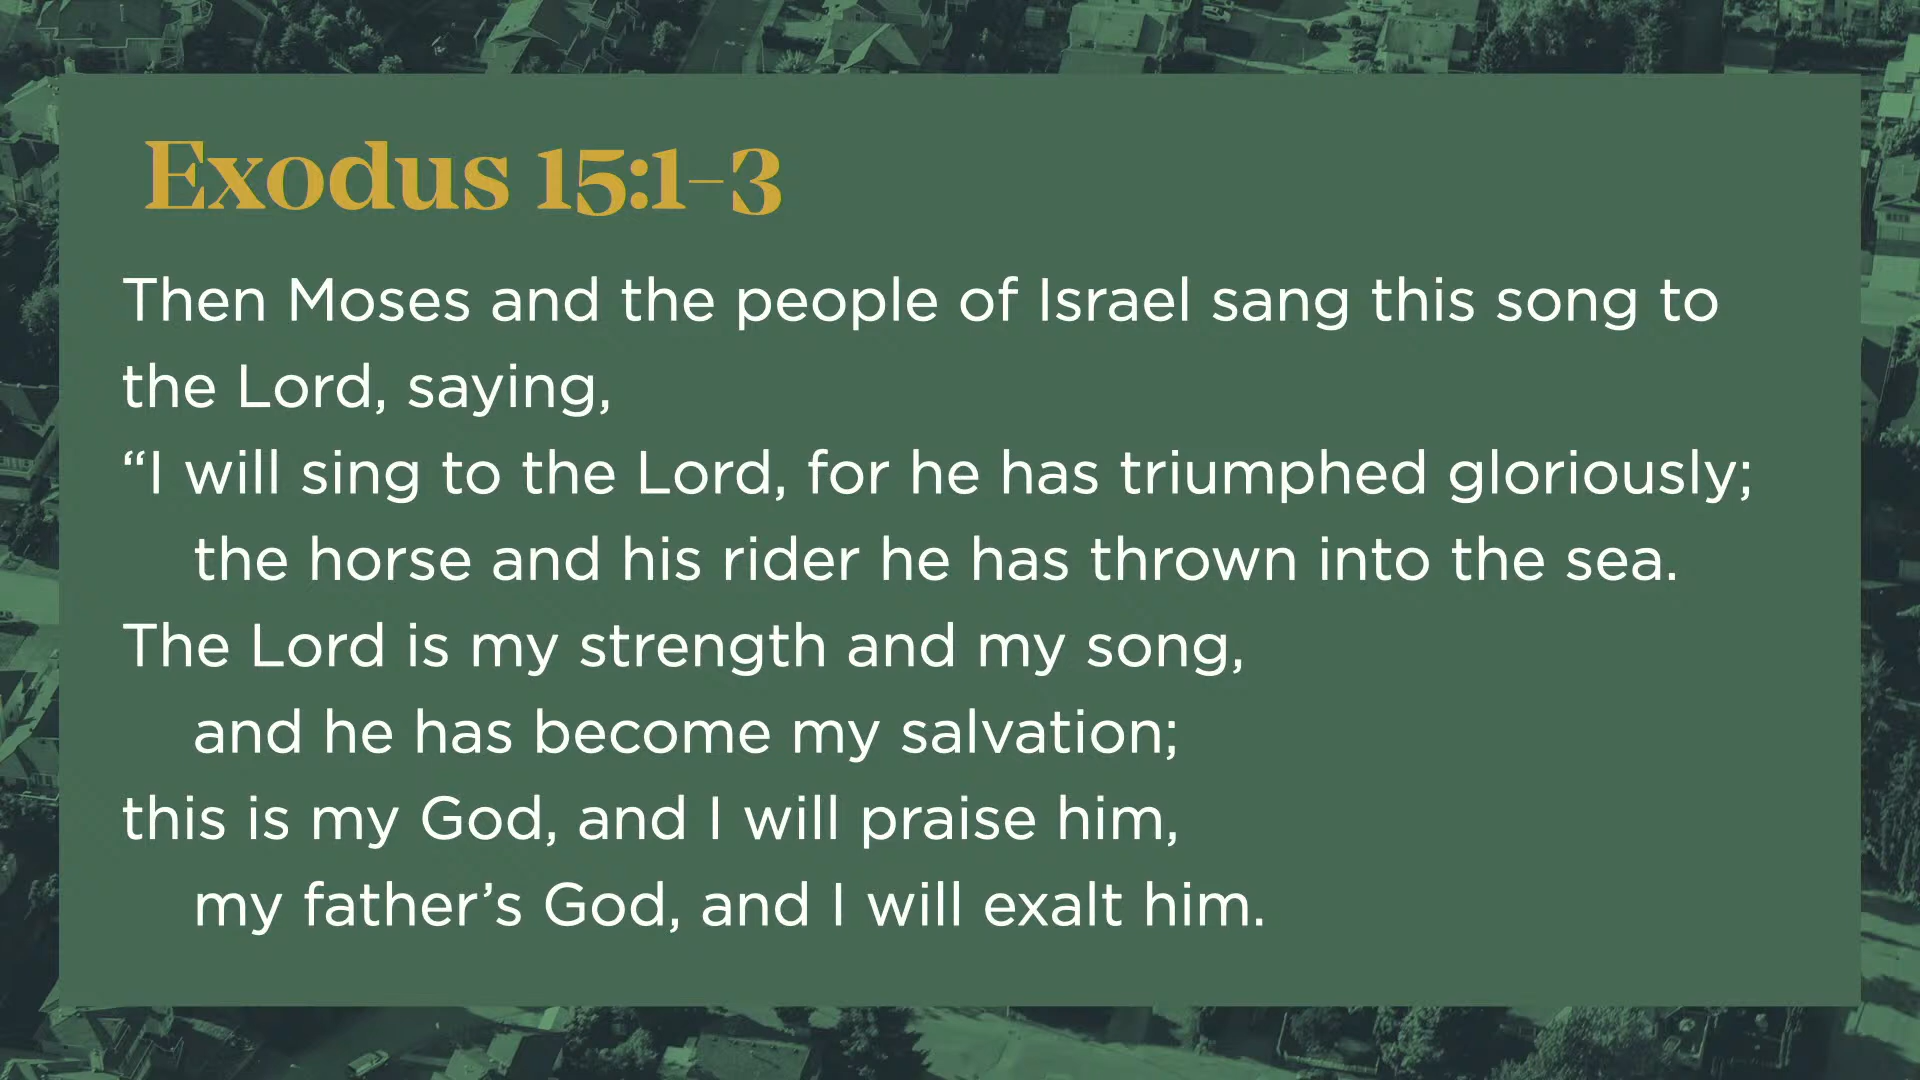 Exodus 15:1–3
Then Moses and the people of Israel sang this song to
the Lord, saying,
“I will sing to the Lord, for he has triumphed gloriously;
the horse and his rider he has thrown into the sea.
The Lord is my strength and my song,
and he has become my salvation;
this is my God, and I will praise him,
my father’s God, and I will exalt him.